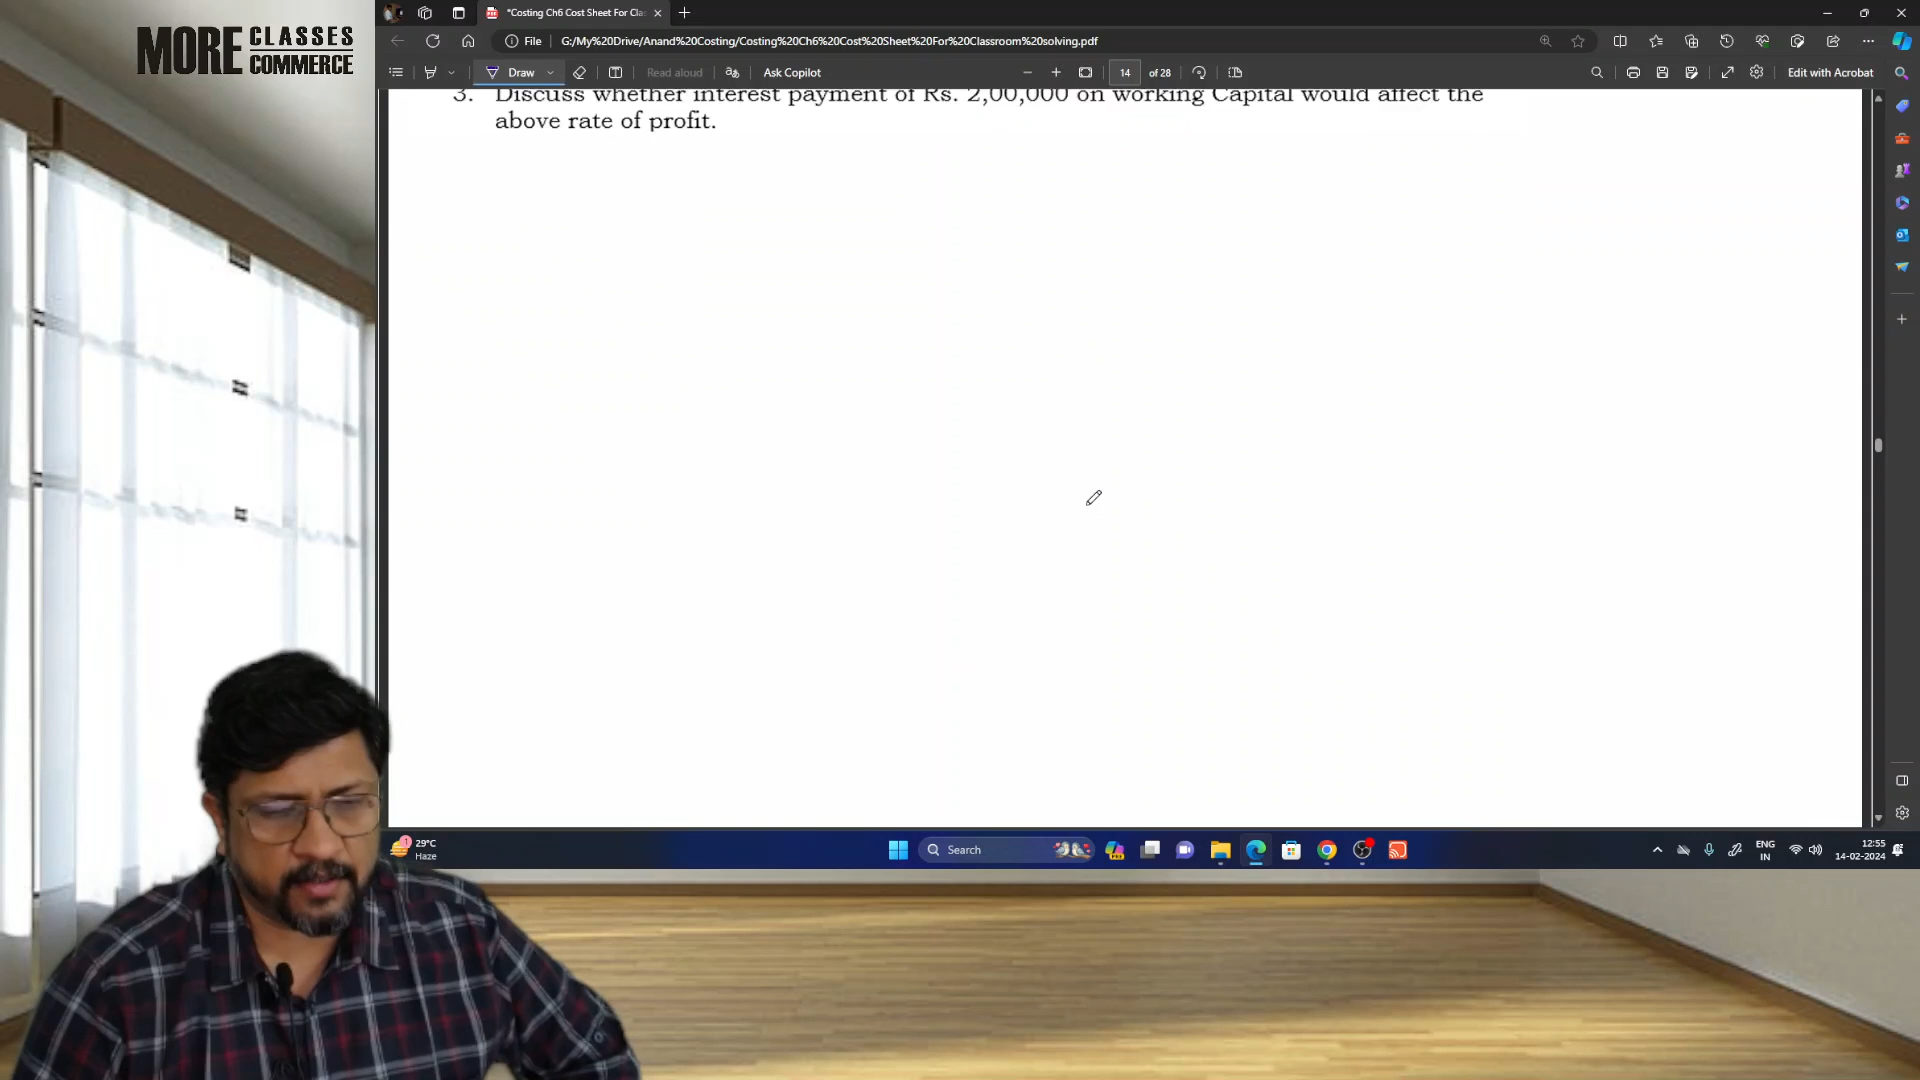 MORE CLASSES COMMERCE
*Costing Ch6 Cost Sheet For Cla
File
G:/My%20Drive/Anand%20Costing/Costing%20Ch6%20Cost%20Sheet%20For%20Classroom%20solving.pdf
Draw
Read aloud
Ask Copilot
14
of 28
Edit with Acrobat
3. Discuss whether interest payment of Rs. 2,00,000 on working Capital would affect the
above rate of profit.
29°C
Haze
Search
ENG
IN
12:55
14-02-2024